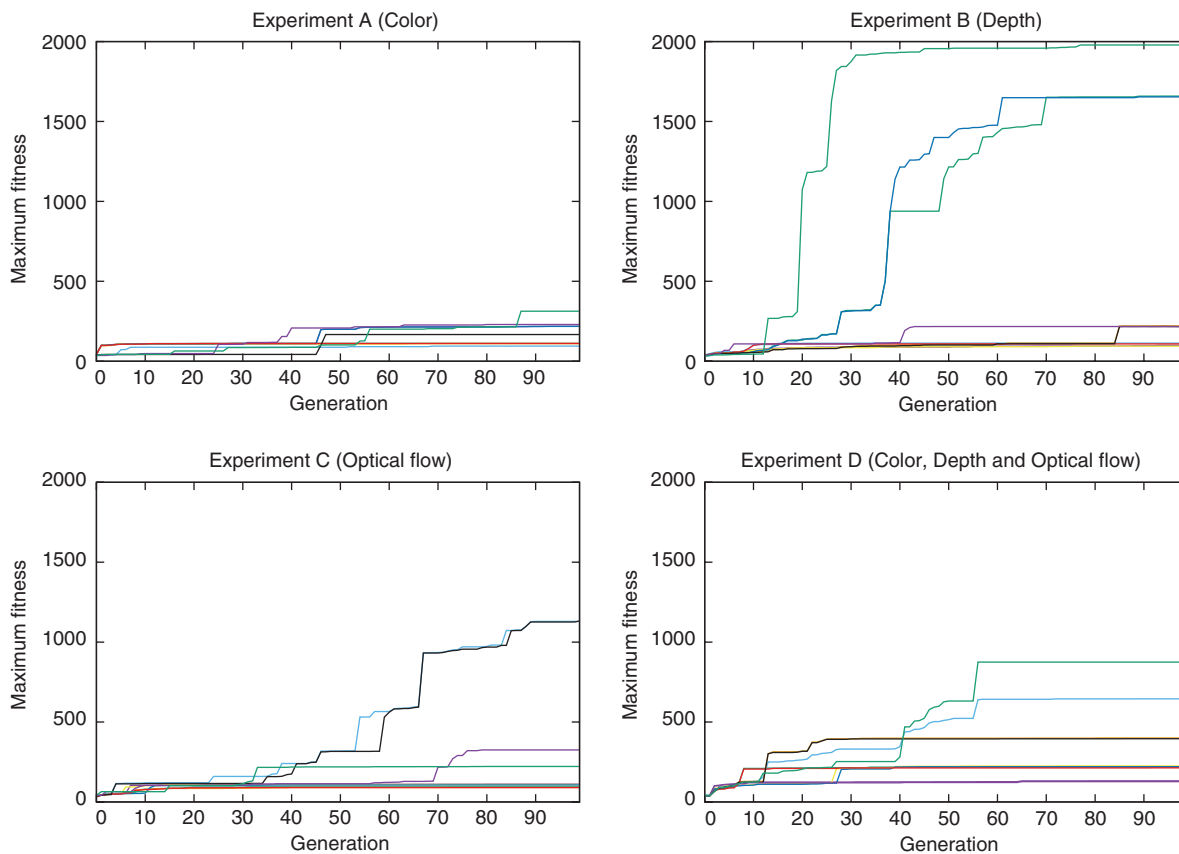 Experiment A (Color)
2000
1500
1000
500
0
Maximum fitness
0 10 20 30 40 50 60 70 80 90
Generation
Experiment B (Depth)
2000
1500
1000
500
0
Maximum fitness
0 10 20 30 40 50 60 70 80 90
Generation
Experiment C (Optical flow)
2000
1500
1000
500
0
Maximum fitness
0 10 20 30 40 50 60 70 80 90
Generation
Experiment D (Color, Depth and Optical flow)
2000
1500
1000
500
0
Maximum fitness
0 10 20 30 40 50 60 70 80 90
Generation